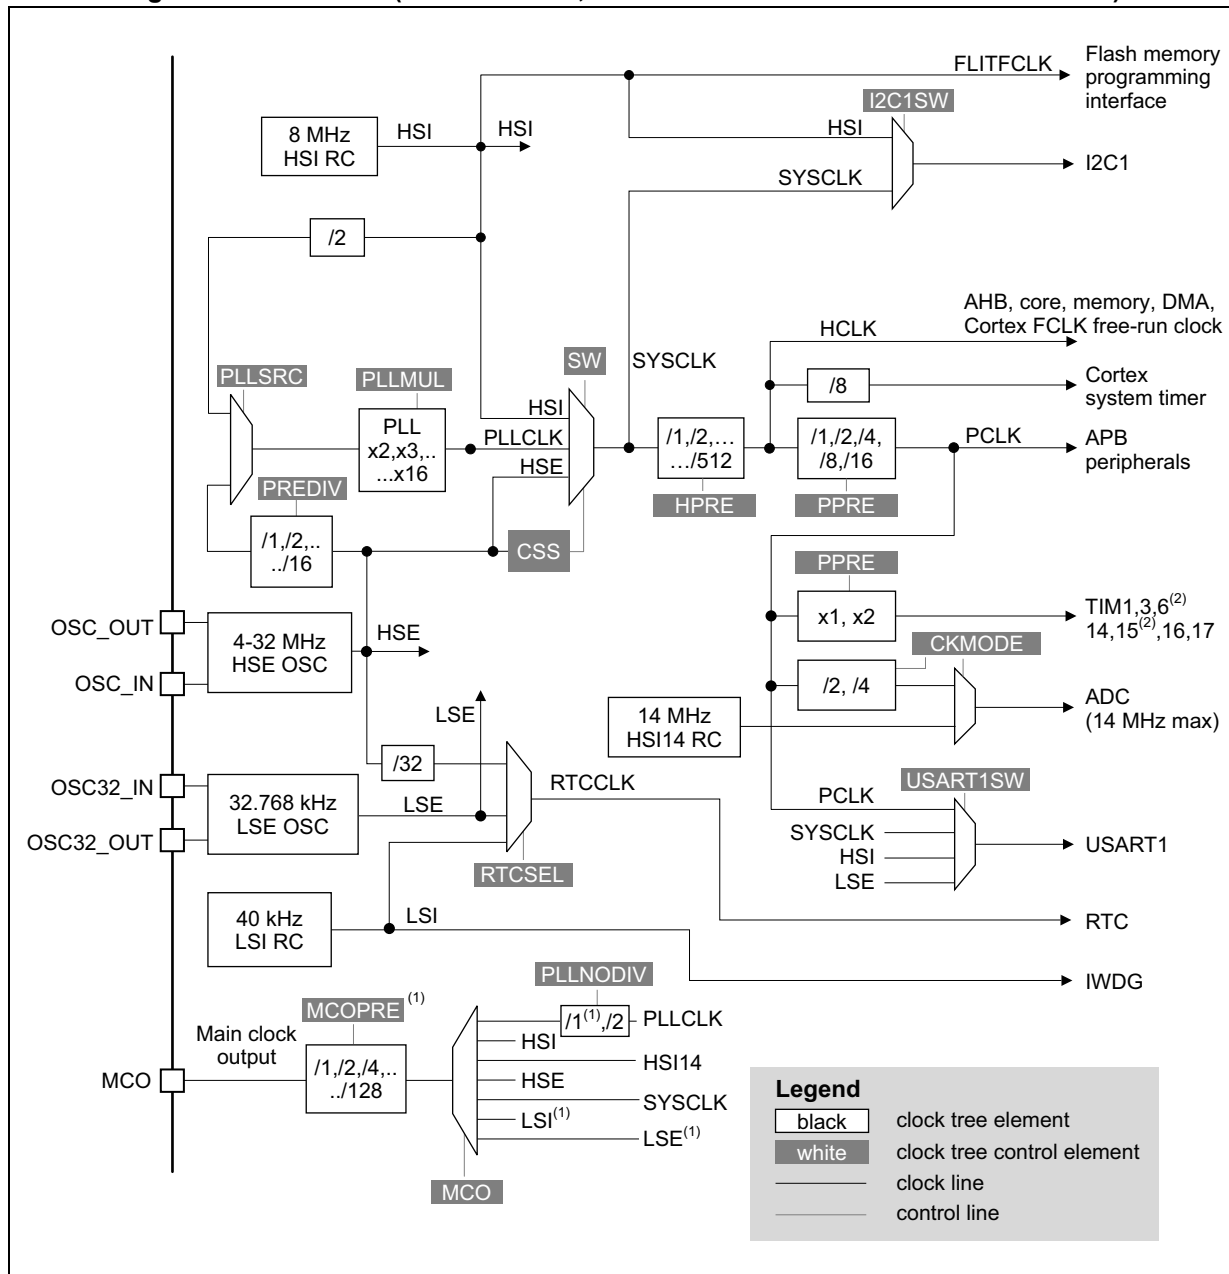 FLITFCLK
Flash memory
programming
interface
I2C1SW
8 MHz
HSI RC
HSI
HSI
HSI
I2C1
SYSCLK
/2
AHB, core, memory, DMA,
Cortex FCLK free-run clock
HCLK
SW
SYSCLK
/8
Cortex
system timer
PLLSRC
PLLMUL
PLL
x2,x3,..
...x16
HSI
PLLCLK
HSE
/1,/2,...
.../512
HPRE
/1,/2,/4,
/8,/16
PPRE
PCLK
APB
peripherals
PREDIV
/1,/2,..
../16
CSS
PPRE
x1, x2
TIM1,3,6(2)
14,15(2),16,17
OSC_OUT
OSC_IN
4-32 MHz
HSE OSC
HSE
CKMODE
/2, /4
14 MHz
HSI14 RC
ADC
(14 MHz max)
LSE
/32
RTCCLK
OSC32_IN
OSC32_OUT
32.768 kHz
LSE OSC
LSE
RTCSEL
USART1SW
PCLK
SYSCLK
HSI
LSE
USART1
40 kHz
LSI RC
LSI
RTC
IWDG
PLLNODIV
MCOPRE (1)
/1(1),/2
PLLCLK
Main clock
output
HSI
HSI14
MCO
/1,/2,/4,..
../128
HSE
SYSCLK
LSI(1)
LSE(1)
MCO
Legend
black
clock tree element
white
clock tree control element
clock line
control line